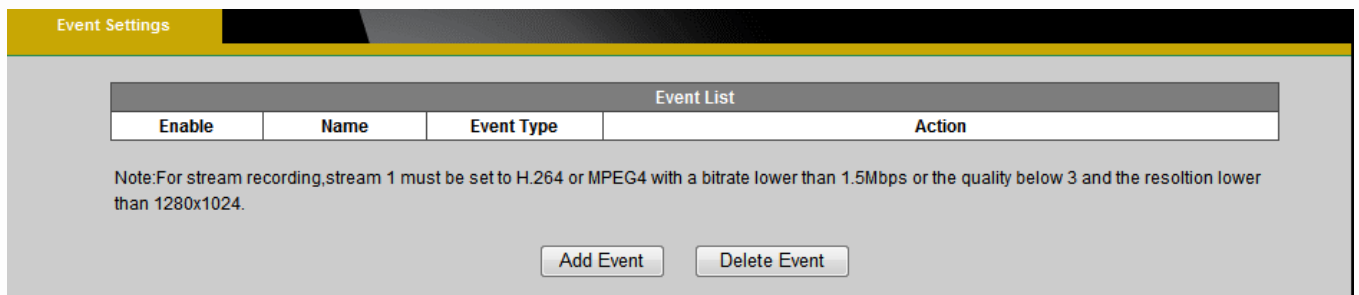 Event Settings
Event List
Enable Name Event Type Action
Note:For stream recording,stream 1 must be set to H.264 or MPEG4 with a bitrate lower than 1.5Mbps or the quality below 3 and the resoltion lower
than 1280x1024.
Add Event Delete Event